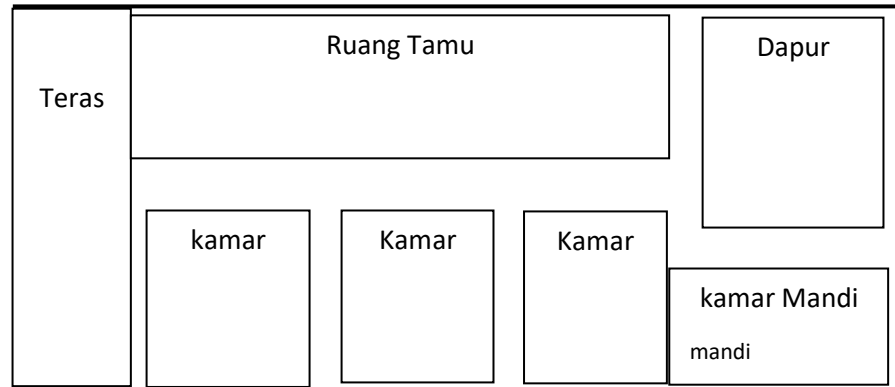 Ruang Tamu
Dapur
Teras
kamar
Kamar
Kamar
kamar Mandi
mandi